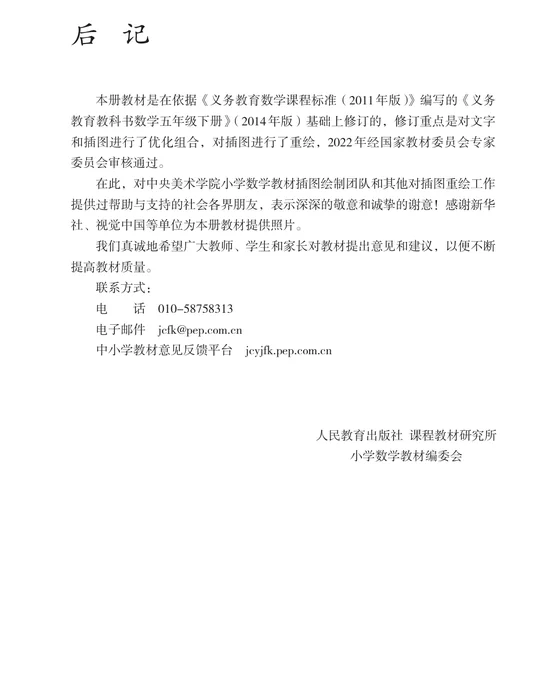 后 记
本册教材是在依据《义务教育数学课程标准（2011年版）》编写的《义务
教育教科书数学五年级下册》（2014年版）基础上修订的，修订重点是对文字
和插图进行了优化组合，对插图进行了重绘，2022年经国家教材委员会专家
委员会审核通过。
在此，对中央美术学院小学数学教材插图绘制团队和其他对插图重绘工作
提供过帮助与支持的社会各界朋友，表示深深的敬意和诚挚的谢意！感谢新华
社、视觉中国等单位为本册教材提供照片。
我们真诚地希望广大教师、学生和家长对教材提出意见和建议，以便不断
提高教材质量。
联系方式：
电　　话　010-58758313
电子邮件　jcfk@pep.com.cn
中小学教材意见反馈平台　jcyjfk.pep.com.cn
人民教育出版社 课程教材研究所
小学数学教材编委会